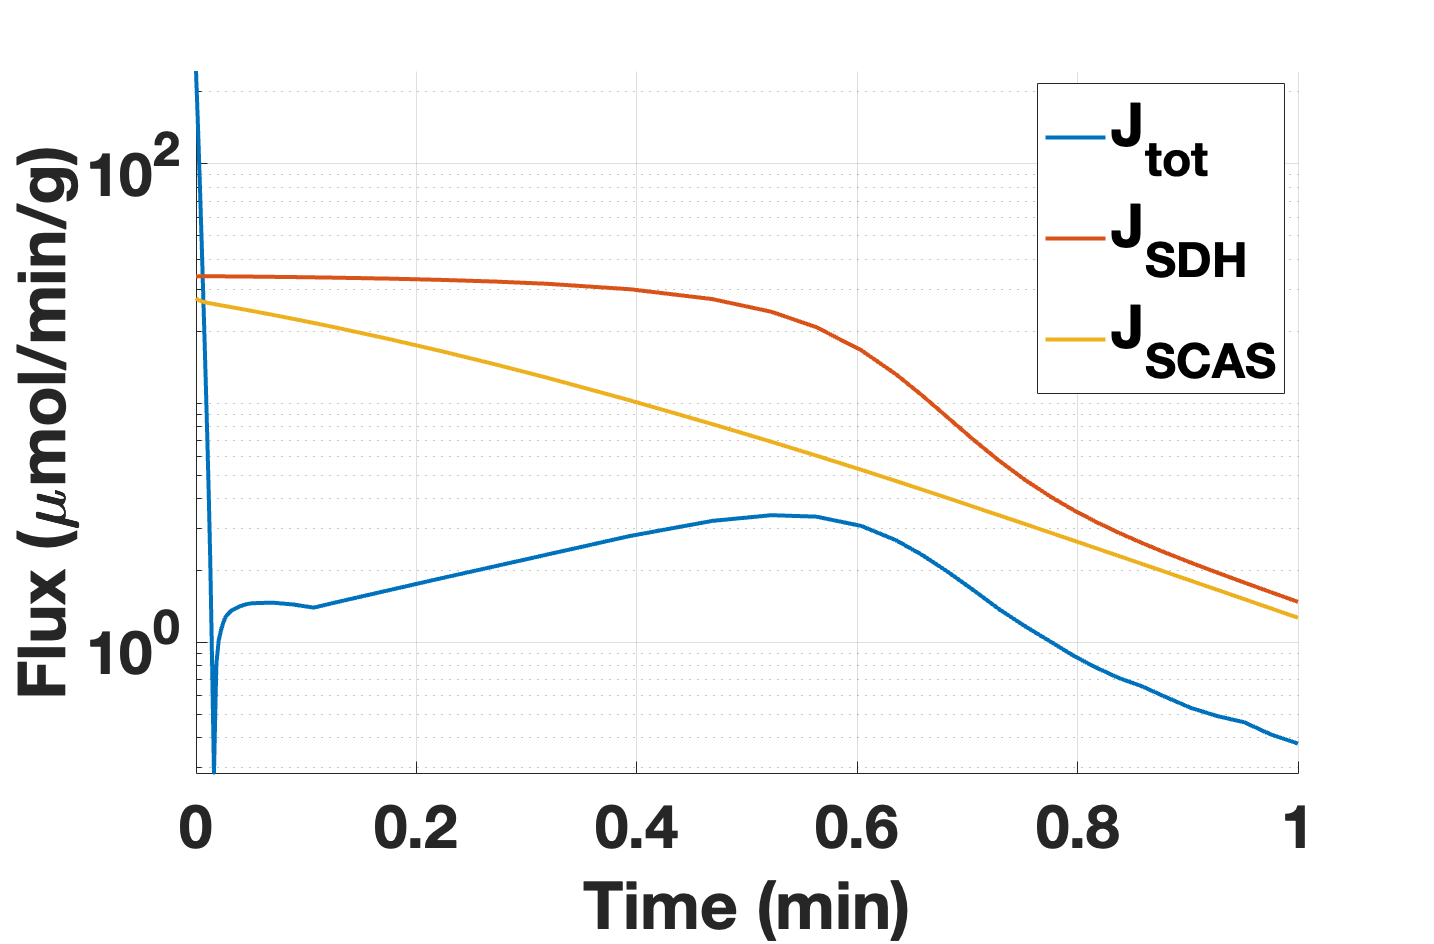 Flux (μmol/min/g)
10^2
10^0
0 0.2 0.4 0.6 0.8 1
Time (min)
J_tot
J_SDH
J_SCAS